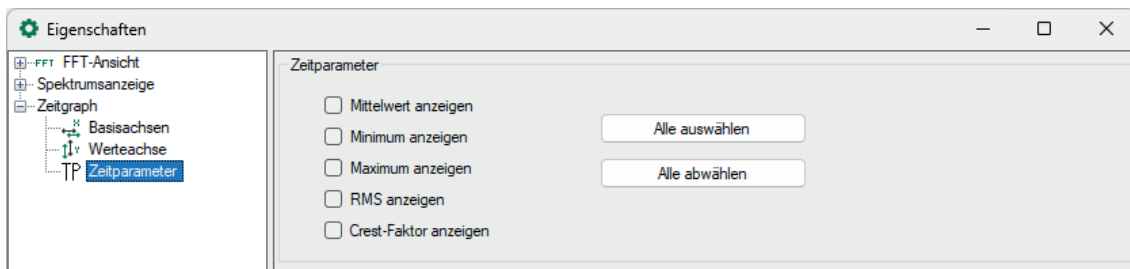 Eigenschaften
FFT FFT-Ansicht
Spektrumsanzeige
Zeitgraph
X Basisachsen
Y Werteachse
TP Zeitparameter
Zeitparameter
Mittelwert anzeigen
Minimum anzeigen
Maximum anzeigen
RMS anzeigen
Crest-Faktor anzeigen
Alle auswählen
Alle abwählen